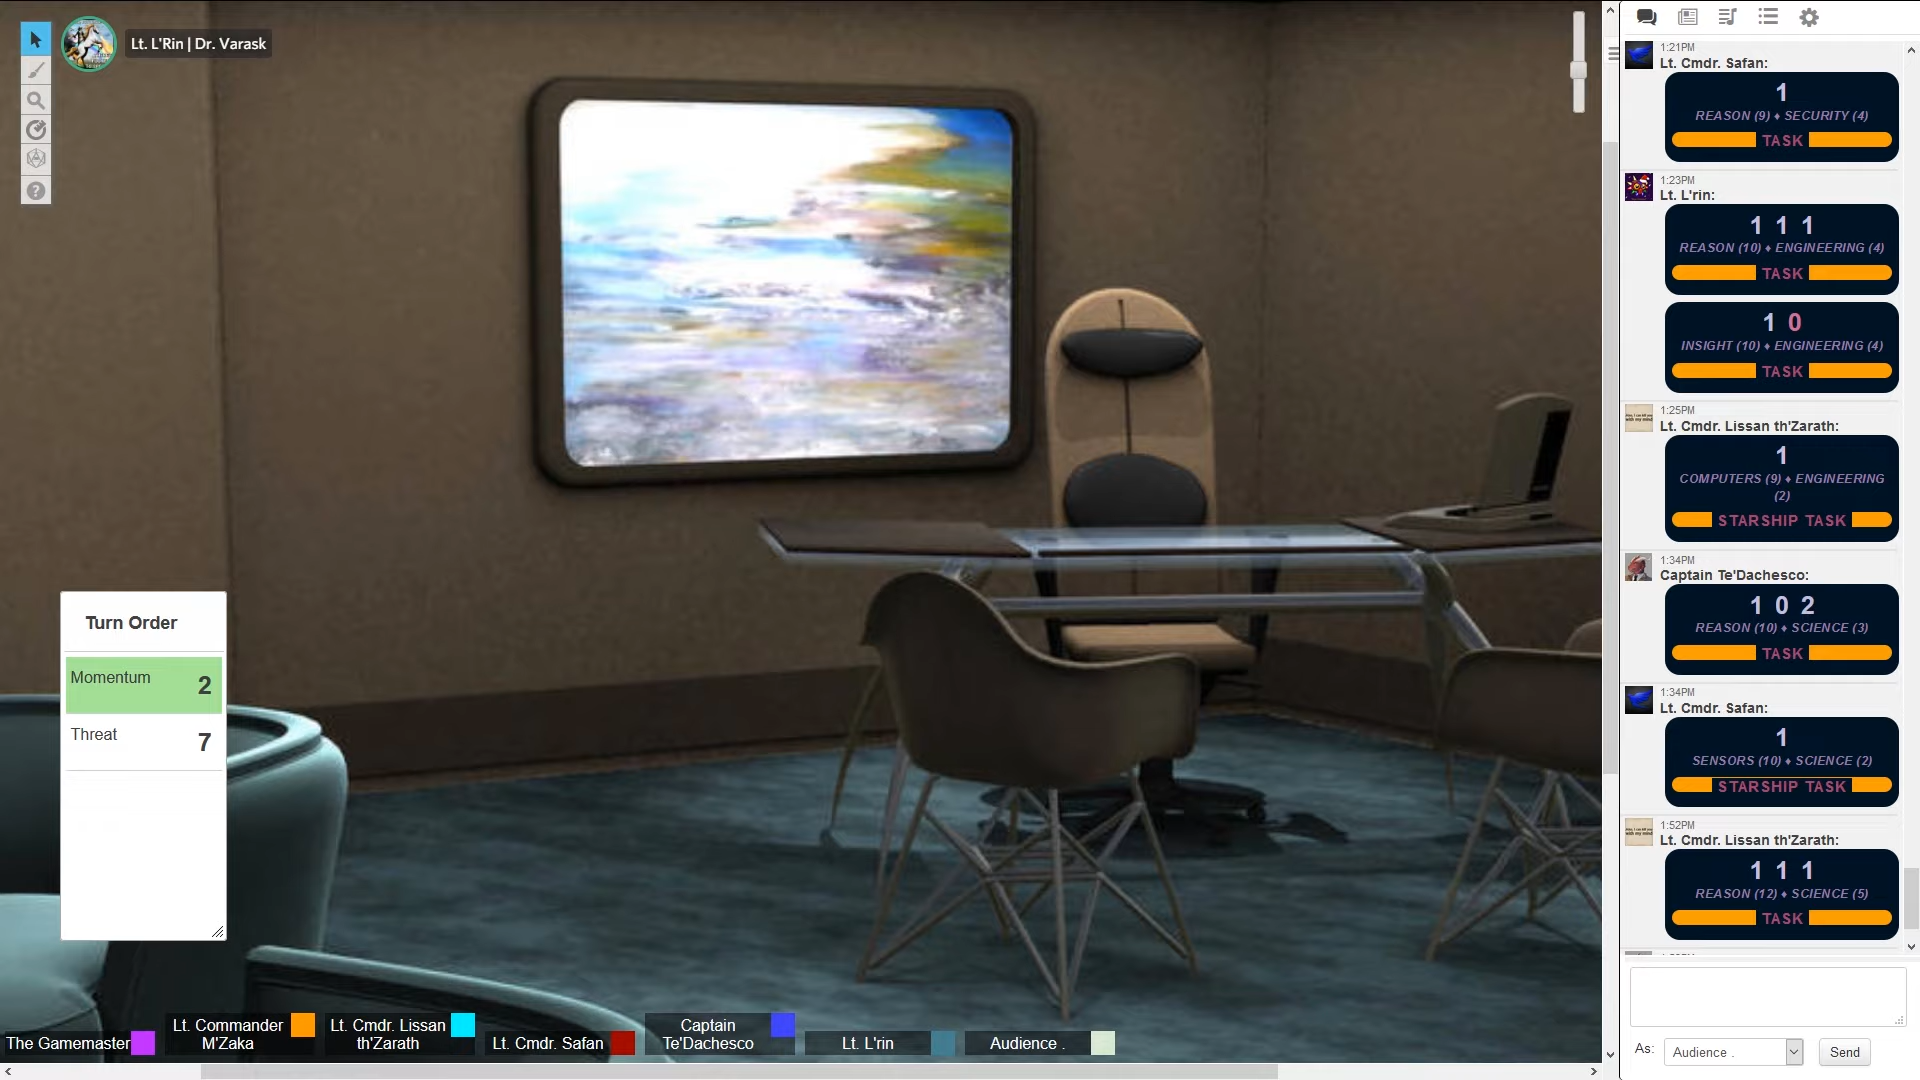 Lt. L'Rin | Dr. Varask
Turn Order
Momentum 2
Threat 7
The Gamemaster
Lt. Commander
M'Zaka
Lt. Cmdr. Lissan
th'Zarath
Lt. Cmdr. Safan
Captain
Te'Dachesco
Lt. L'rin
Audience .
1:21PM
Lt. Cmdr. Safan:
1
REASON (9) ♦ SECURITY (4)
TASK
1:23PM
Lt. L'rin:
1 1 1
REASON (10) ♦ ENGINEERING (4)
TASK
1 0
INSIGHT (10) ♦ ENGINEERING (4)
TASK
1:25PM
Lt. Cmdr. Lissan th'Zarath:
1
COMPUTERS (9) ♦ ENGINEERING
(2)
STARSHIP TASK
1:34PM
Captain Te'Dachesco:
1 0 2
REASON (10) ♦ SCIENCE (3)
TASK
1:34PM
Lt. Cmdr. Safan:
1
SENSORS (10) ♦ SCIENCE (2)
STARSHIP TASK
1:52PM
Lt. Cmdr. Lissan th'Zarath:
1 1 1
REASON (12) ♦ SCIENCE (5)
TASK
As: Audience . Send